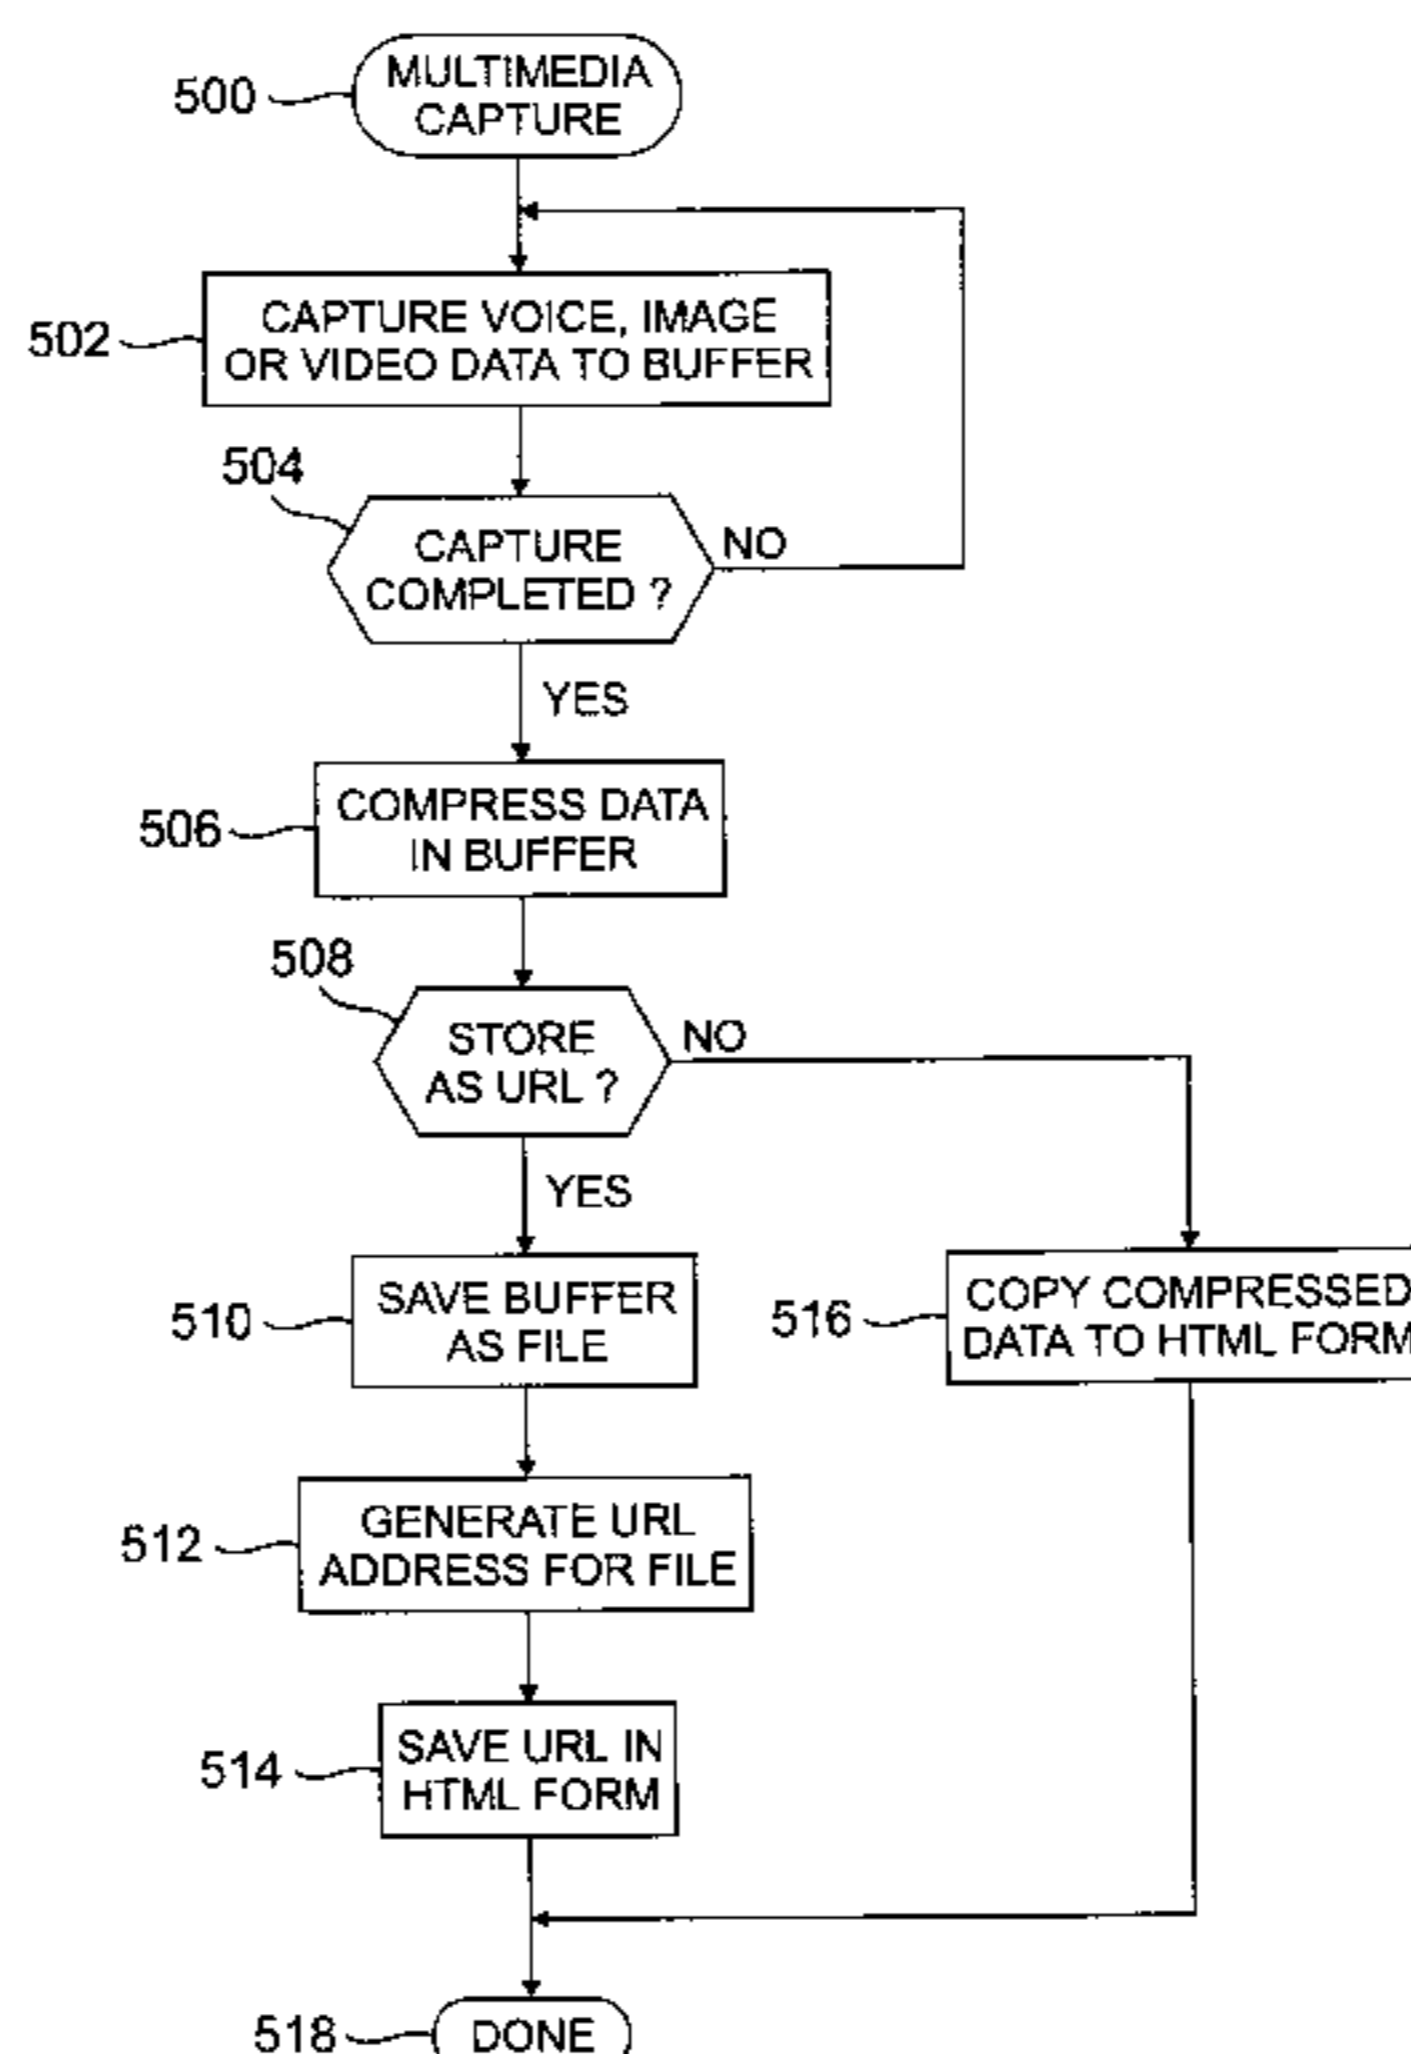 MULTIMEDIA
CAPTURE
500
CAPTURE VOICE, IMAGE
OR VIDEO DATA TO BUFFER
502
504
CAPTURE
COMPLETED ?
NO
YES
COMPRESS DATA
IN BUFFER
506
508
STORE
AS URL ?
NO
YES
SAVE BUFFER
AS FILE
510
COPY COMPRESSED
DATA TO HTML FORM
516
GENERATE URL
ADDRESS FOR FILE
512
SAVE URL IN
HTML FORM
514
DONE
518